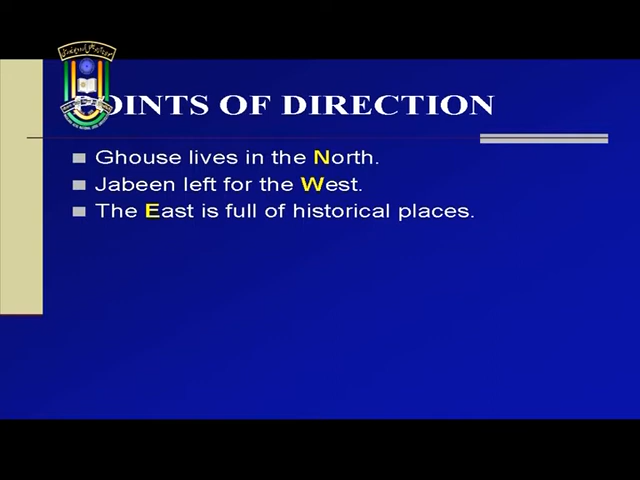 POINTS OF DIRECTION
Ghouse lives in the North.
Jabeen left for the West.
The East is full of historical places.